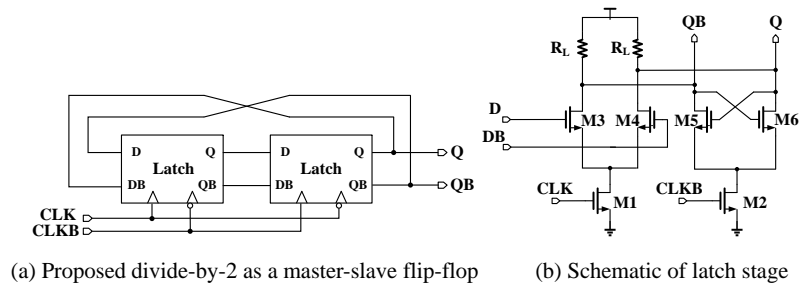 D Q
Latch
DB QB
D Q
Latch
DB QB
Q
QB
CLK
CLKB
(a) Proposed divide-by-2 as a master-slave flip-flop
QB Q
R_L R_L
D
DB
M3 M4 M5 M6
CLK M1
CLKB M2
(b) Schematic of latch stage